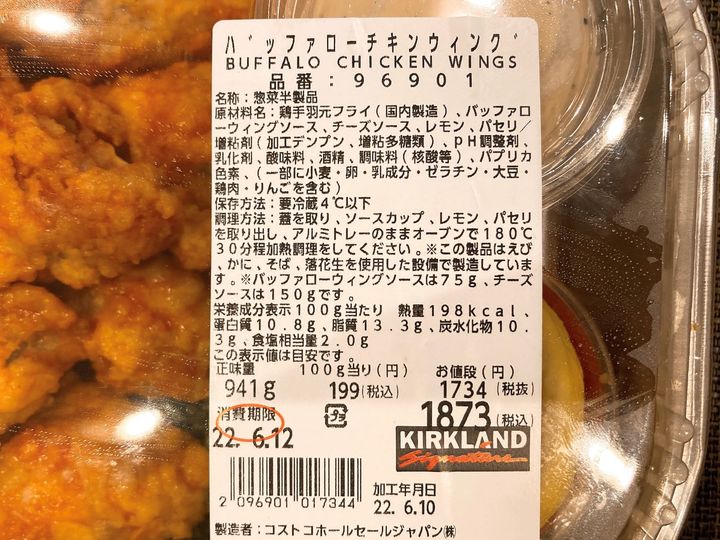 バッファローチキンウィング
BUFFALO CHICKEN WINGS
品番:96901
名称:惣菜半製品
原材料名:鶏手羽元フライ(国内製造)、バッファロ
ーウィングソース、チーズソース、レモン、パセリ/
増粘剤(加工デンプン、増粘多糖類)、pH調整剤、
乳化剤、酸味料、酒精、調味料(核酸等)、パプリカ
色素、(一部に小麦・卵・乳成分・ゼラチン・大豆・
鶏肉・りんごを含む)
保存方法:要冷蔵4℃以下
調理方法:蓋を取り、ソースカップ、レモン、パセリ
を取り出し、アルミトレーのままオーブンで180℃
30分程加熱調理をしてください。※この製品はえび
、かに、そば、落花生を使用した設備で製造していま
す。※バッファローウィングソースは75g、チーズ
ソースは150gです。
栄養成分表示100g当たり 熱量198kcal、
蛋白質10.8g、脂質13.3g、炭水化物10.
3g、食塩相当量2.0g
この表示値は目安です。
正味量 100g当り(円) お値段(円)
941g 199(税込) 1734(税抜)
消費期限 プラ 1873(税込)
22. 6.12 KIRKLAND
Signature
2 096901 017344 加工年月日
22. 6.10
製造者:コストコホールセールジャパン㈱